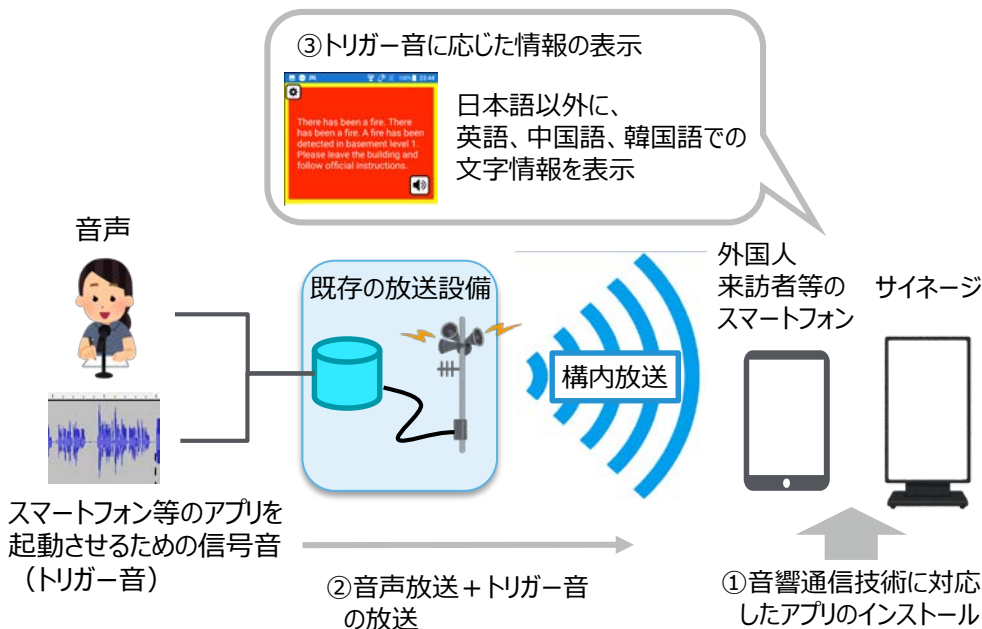 ③トリガー音に応じた情報の表示
100% 23:44
There has been a fire. There
has been a fire. A fire has been
detected in basement level 1.
Please leave the building and
follow official instructions.
日本語以外に、
英語、中国語、韓国語での
文字情報を表示
音声
既存の放送設備
構内放送
外国人
来訪者等の
スマートフォン
サイネージ
スマートフォン等のアプリを
起動させるための信号音
（トリガー音）
②音声放送＋トリガー音
の放送
①音響通信技術に対応
したアプリのインストール